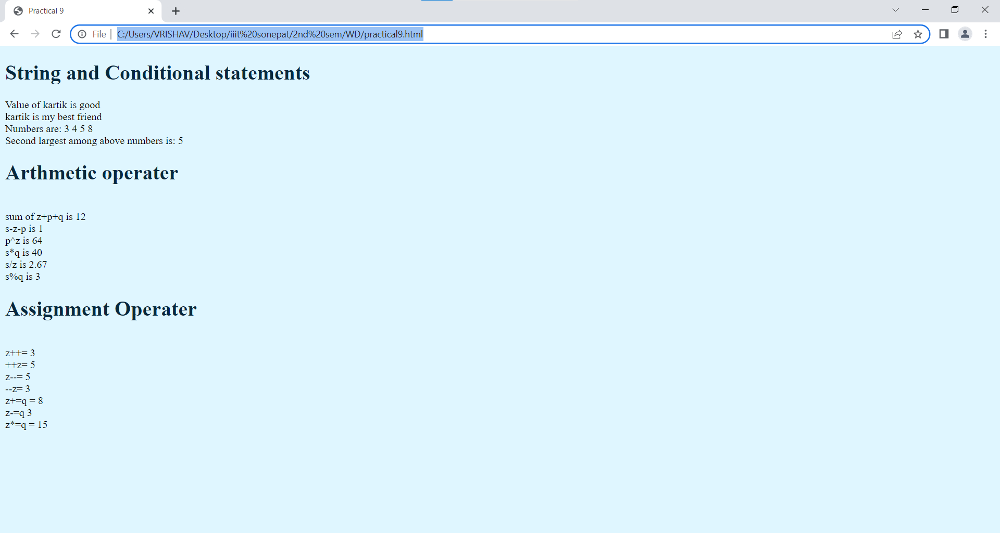 Practical 9
File | C:/Users/VRISHAV/Desktop/iiit%20sonepat/2nd%20sem/WD/practical9.html
String and Conditional statements
Value of kartik is good
kartik is my best friend
Numbers are: 3 4 5 8
Second largest among above numbers is: 5
Arthmetic operater
sum of z+p+q is 12
s-z-p is 1
p^z is 64
s*q is 40
s/z is 2.67
s%q is 3
Assignment Operater
z++= 3
++z= 5
z--= 5
--z= 3
z+=q = 8
z-=q 3
z*=q = 15